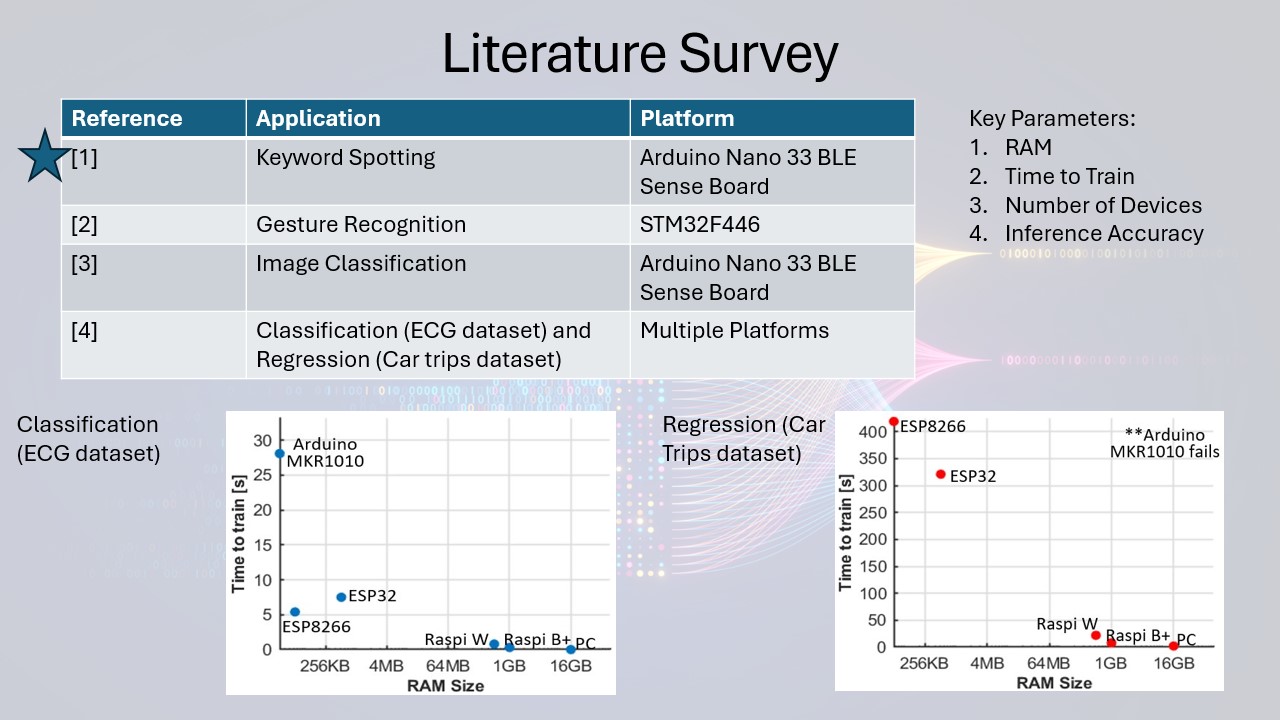 Literature Survey
Reference Application Platform
[1] Keyword Spotting Arduino Nano 33 BLE
Sense Board
[2] Gesture Recognition STM32F446
[3] Image Classification Arduino Nano 33 BLE
Sense Board
[4] Classification (ECG dataset) and Multiple Platforms
Regression (Car trips dataset)
Key Parameters:
1. RAM
2. Time to Train
3. Number of Devices
4. Inference Accuracy
Classification
(ECG dataset)
Time to train [s]
30
25
20
15
10
5
0
Arduino
MKR1010
ESP32
ESP8266
Raspi W
Raspi B+
PC
256KB 4MB 64MB 1GB 16GB
RAM Size
Regression (Car
Trips dataset)
Time to train [s]
400
350
300
250
200
150
100
50
0
ESP8266
**Arduino
MKR1010 fails
ESP32
Raspi W
Raspi B+
PC
256KB 4MB 64MB 1GB 16GB
RAM Size